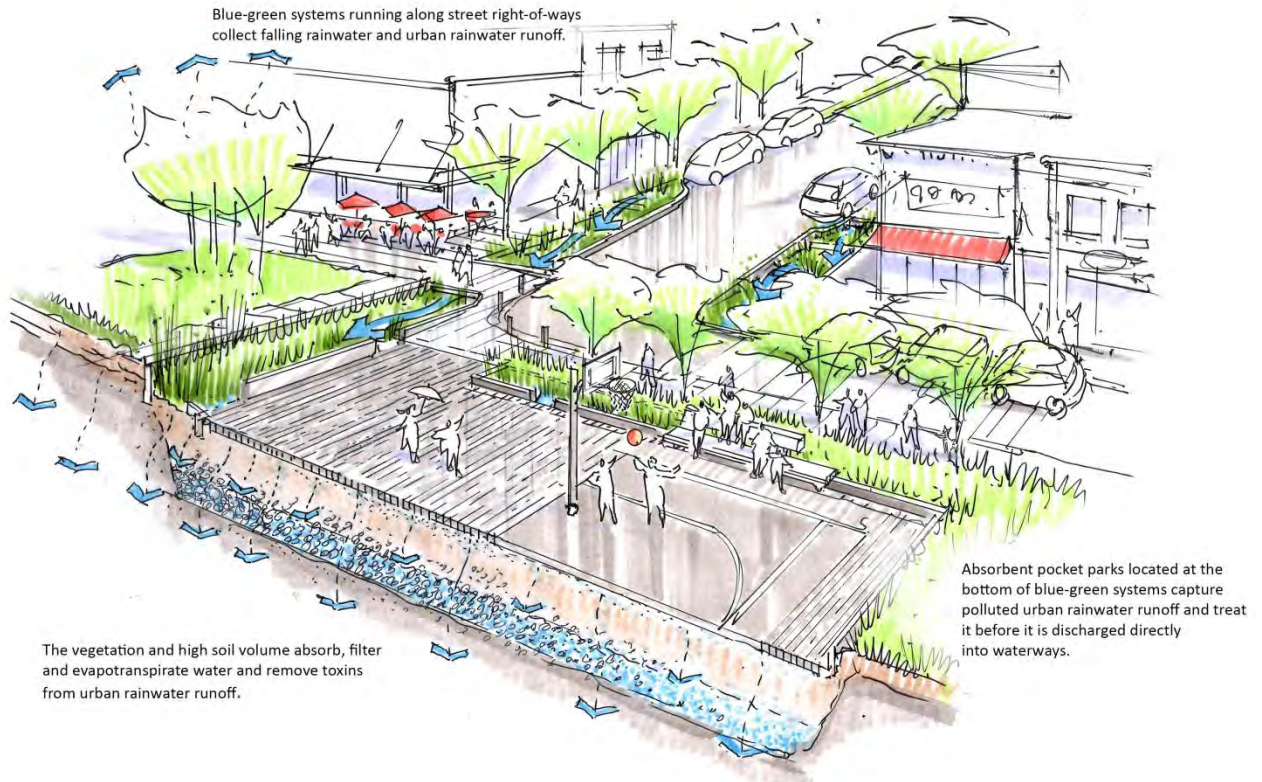 Blue-green systems running along street right-of-ways
collect falling rainwater and urban rainwater runoff.
Absorbent pocket parks located at the
bottom of blue-green systems capture
polluted urban rainwater runoff and treat
it before it is discharged directly
into waterways.
The vegetation and high soil volume absorb, filter
and evapotranspirate water and remove toxins
from urban rainwater runoff.